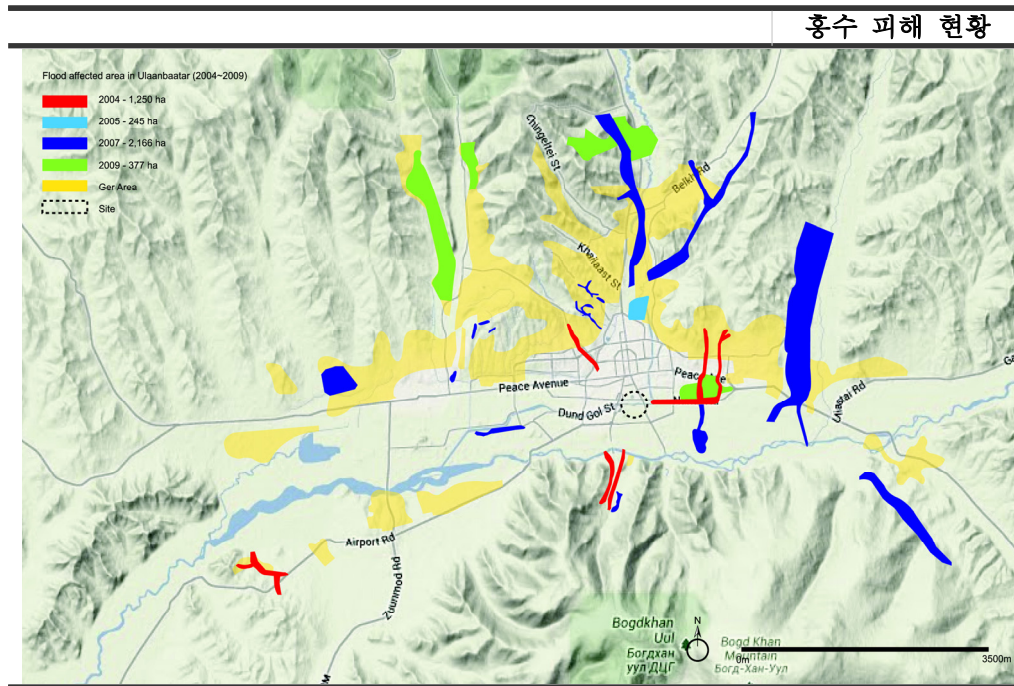 홍수 피해 현황
Flood affected area in Ulaanbaatar (2004~2009)
2004 - 1,250 ha
2005 - 245 ha
2007 - 2,166 ha
2009 - 377 ha
Ger Area
Site
Chingeltei St
Belkh Rd
Khailaast St
Peace Avenue
Peace Ave
N
Dund Gol St
Uliastai Rd
Ga
Airport Rd
Zuunmod Rd
Bogdkhan
Uul
Богдхан
уул ДЦГ
N
Bogd Khan
Mountain
Богд-Хан-Уул
0m
3500m
M